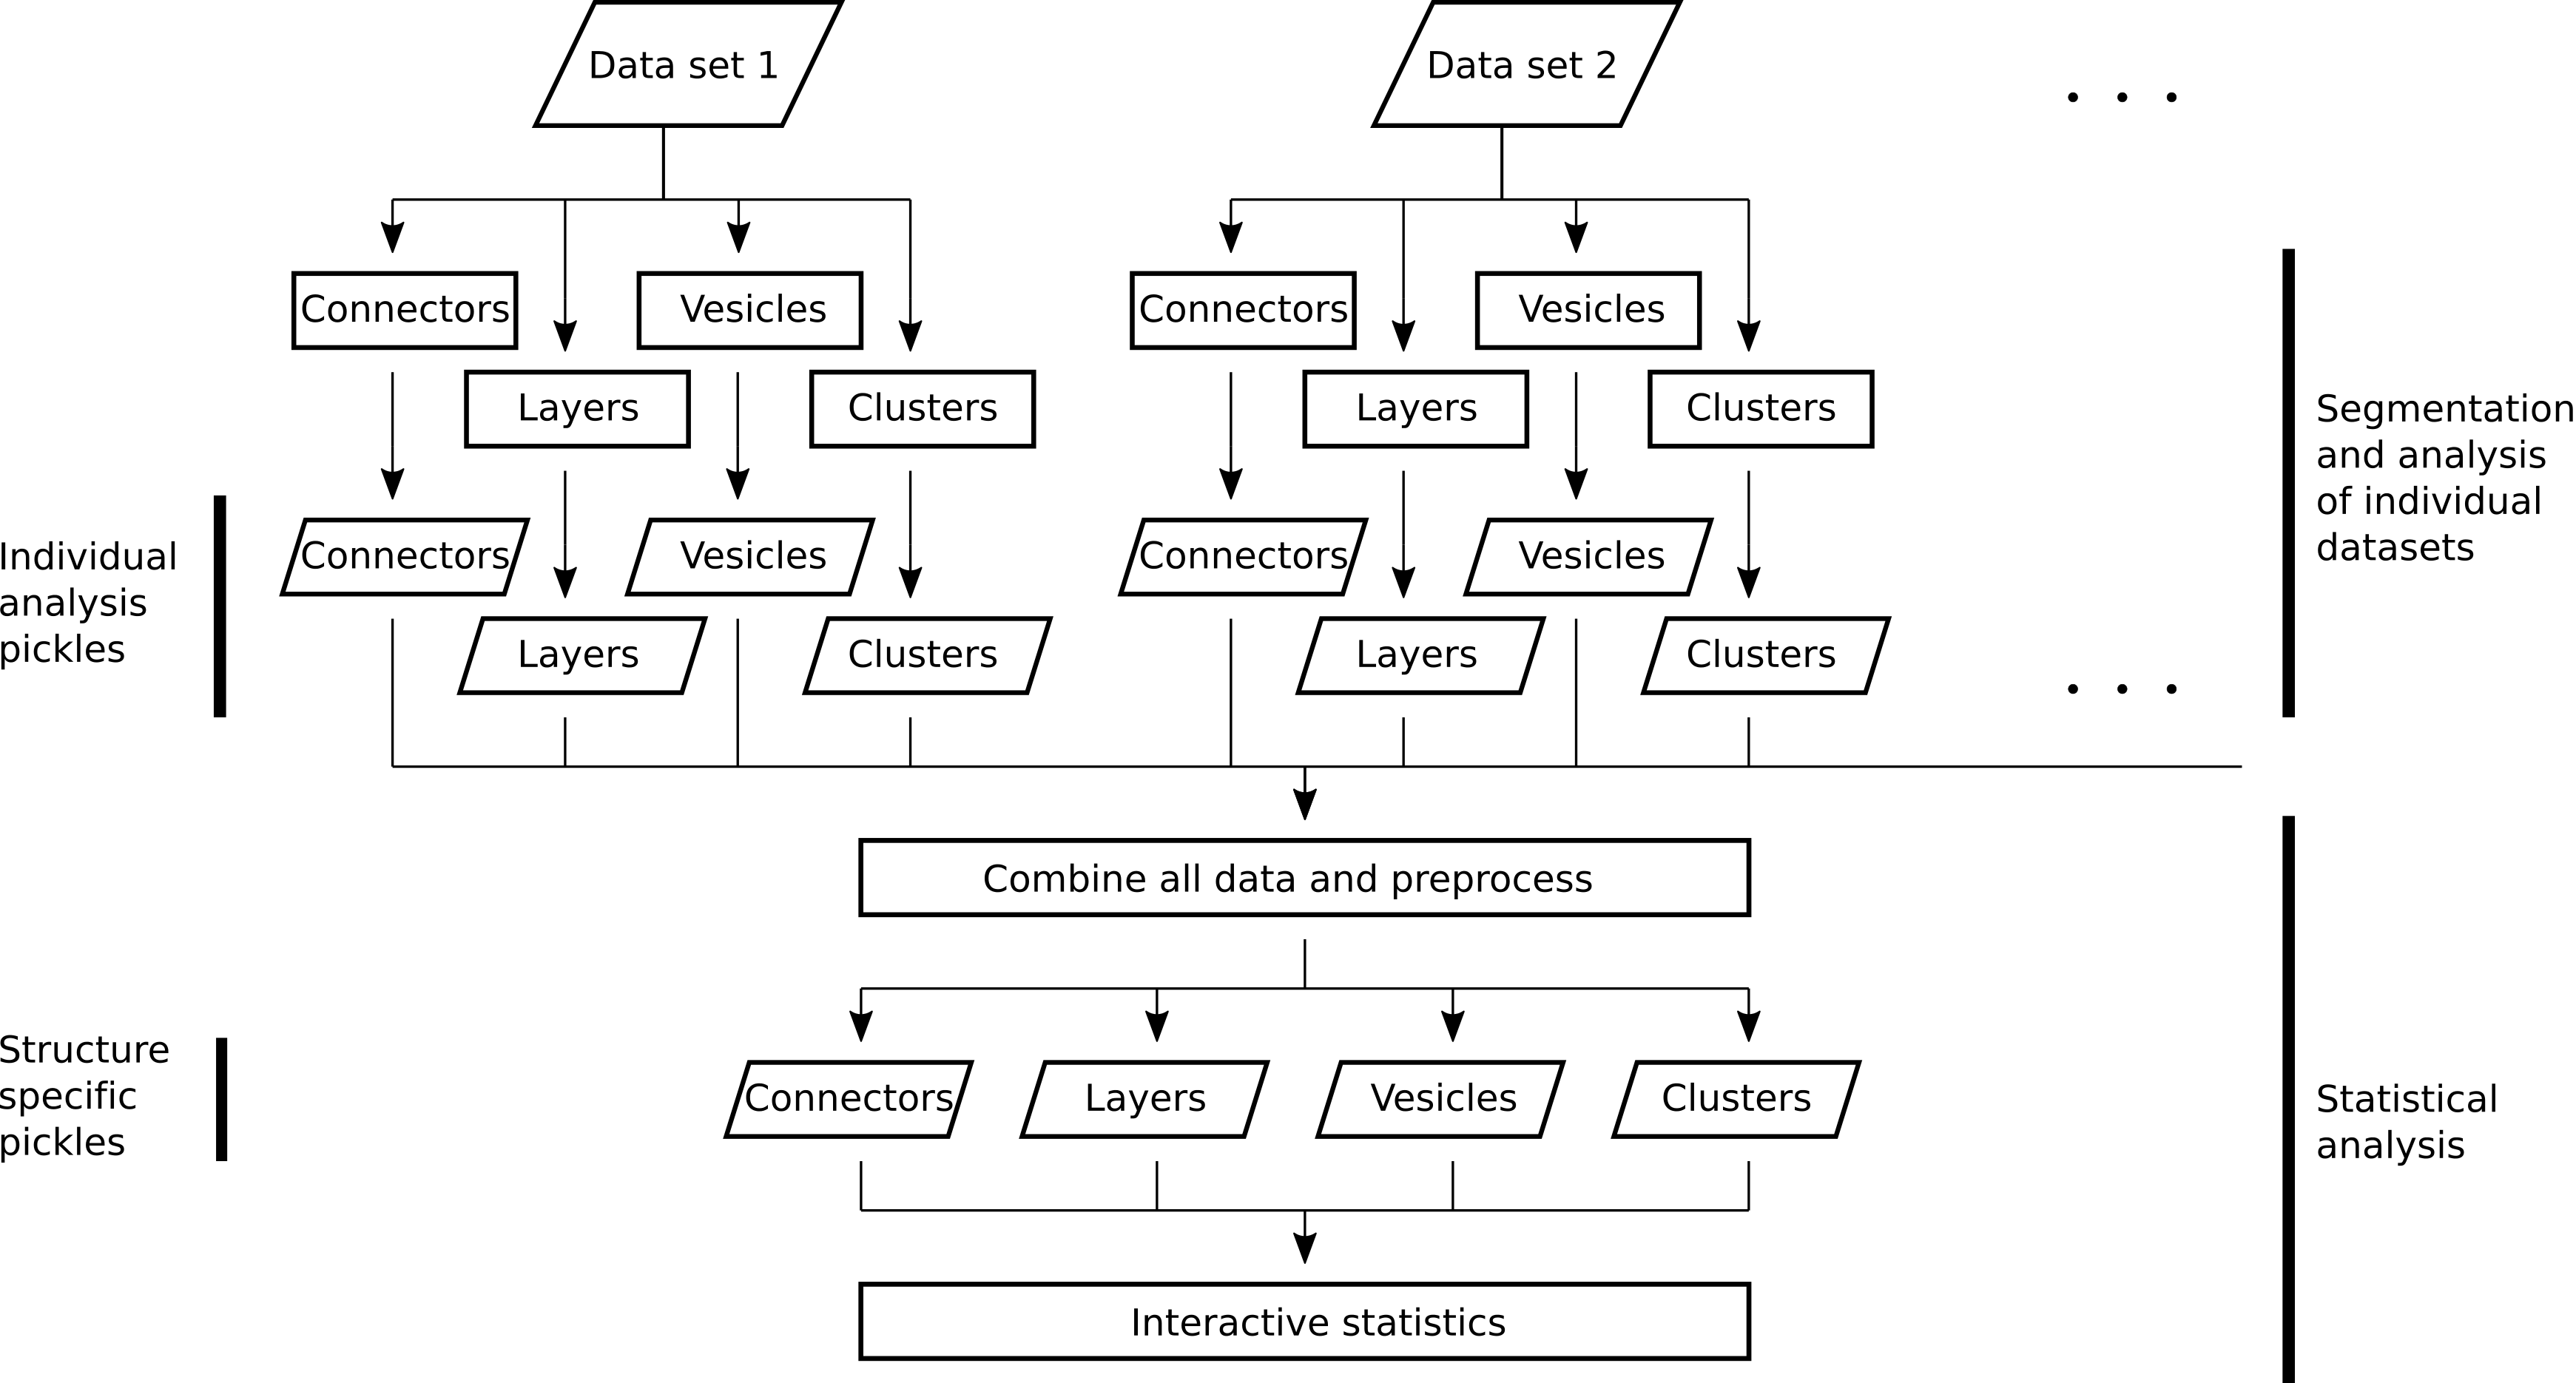 Data set 1
Data set 2
. . .
Connectors
Vesicles
Connectors
Vesicles
Layers
Clusters
Layers
Clusters
Segmentation
and analysis
of individual
datasets
Individual
analysis
pickles
Connectors
Vesicles
Connectors
Vesicles
Layers
Clusters
Layers
Clusters
. . .
Combine all data and preprocess
Structure
specific
pickles
Connectors
Layers
Vesicles
Clusters
Statistical
analysis
Interactive statistics